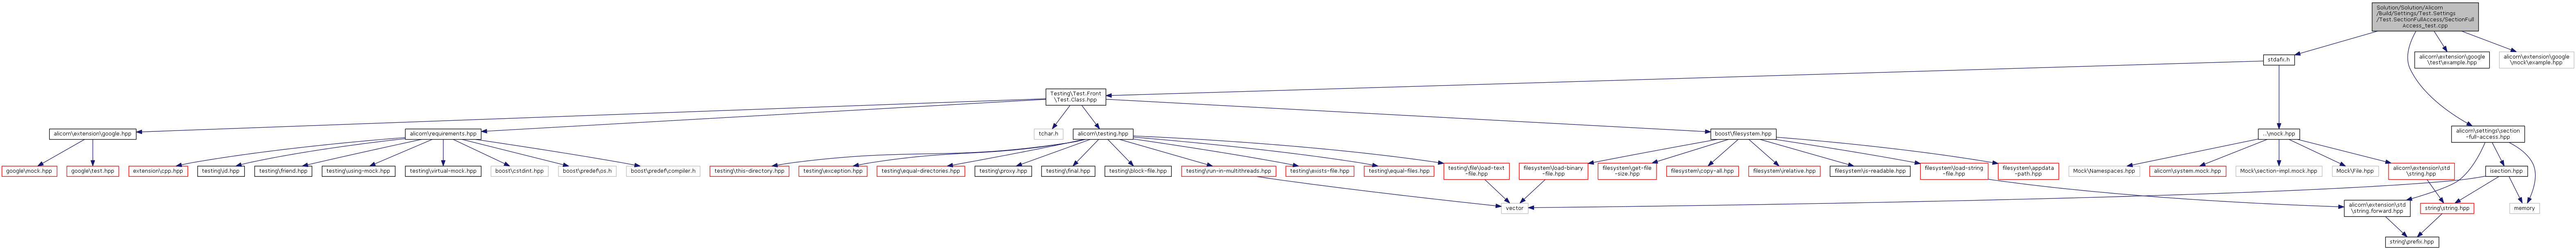 Solution/Solution/Alicorn
/Build/Settings/Test.Settings
/Test.SectionFullAccess/SectionFull
Access_test.cpp
stdafx.h
alicorn\extension\google
\test\example.hpp
alicorn\extension\google
\mock\example.hpp
Testing\Test.Front
\Test.Class.hpp
alicorn\extension\google.hpp
alicorn\requirements.hpp
tchar.h
alicorn\testing.hpp
boost\filesystem.hpp
...\mock.hpp
alicorn\settings\section
-full-access.hpp
google\mock.hpp
google\test.hpp
extension\cpp.hpp
testing\d.hpp
testing\friend.hpp
testing\using-mock.hpp
testing\virtual-mock.hpp
boost\cstdint.hpp
boost\predef\os.h
boost\predef\compiler.h
testing\this-directory.hpp
testing\exception.hpp
testing\equal-directories.hpp
testing\proxy.hpp
testing\final.hpp
testing\block-file.hpp
testing\run-in-multithreads.hpp
testing\exists-file.hpp
testing\equal-files.hpp
testing\file\load-text
-file.hpp
filesystem\load-binary
-file.hpp
filesystem\get-file
-size.hpp
filesystem\copy-all.hpp
filesystem\relative.hpp
filesystem\is-readable.hpp
filesystem\load-string
-file.hpp
filesystem\appdata
-path.hpp
Mock\Namespaces.hpp
alicorn\system.mock.hpp
Mock\section-impl.mock.hpp
Mock\File.hpp
alicorn\extension\std
\string.hpp
isection.hpp
vector
alicorn\extension\std
\string.forward.hpp
string\string.hpp
memory
string\prefix.hpp